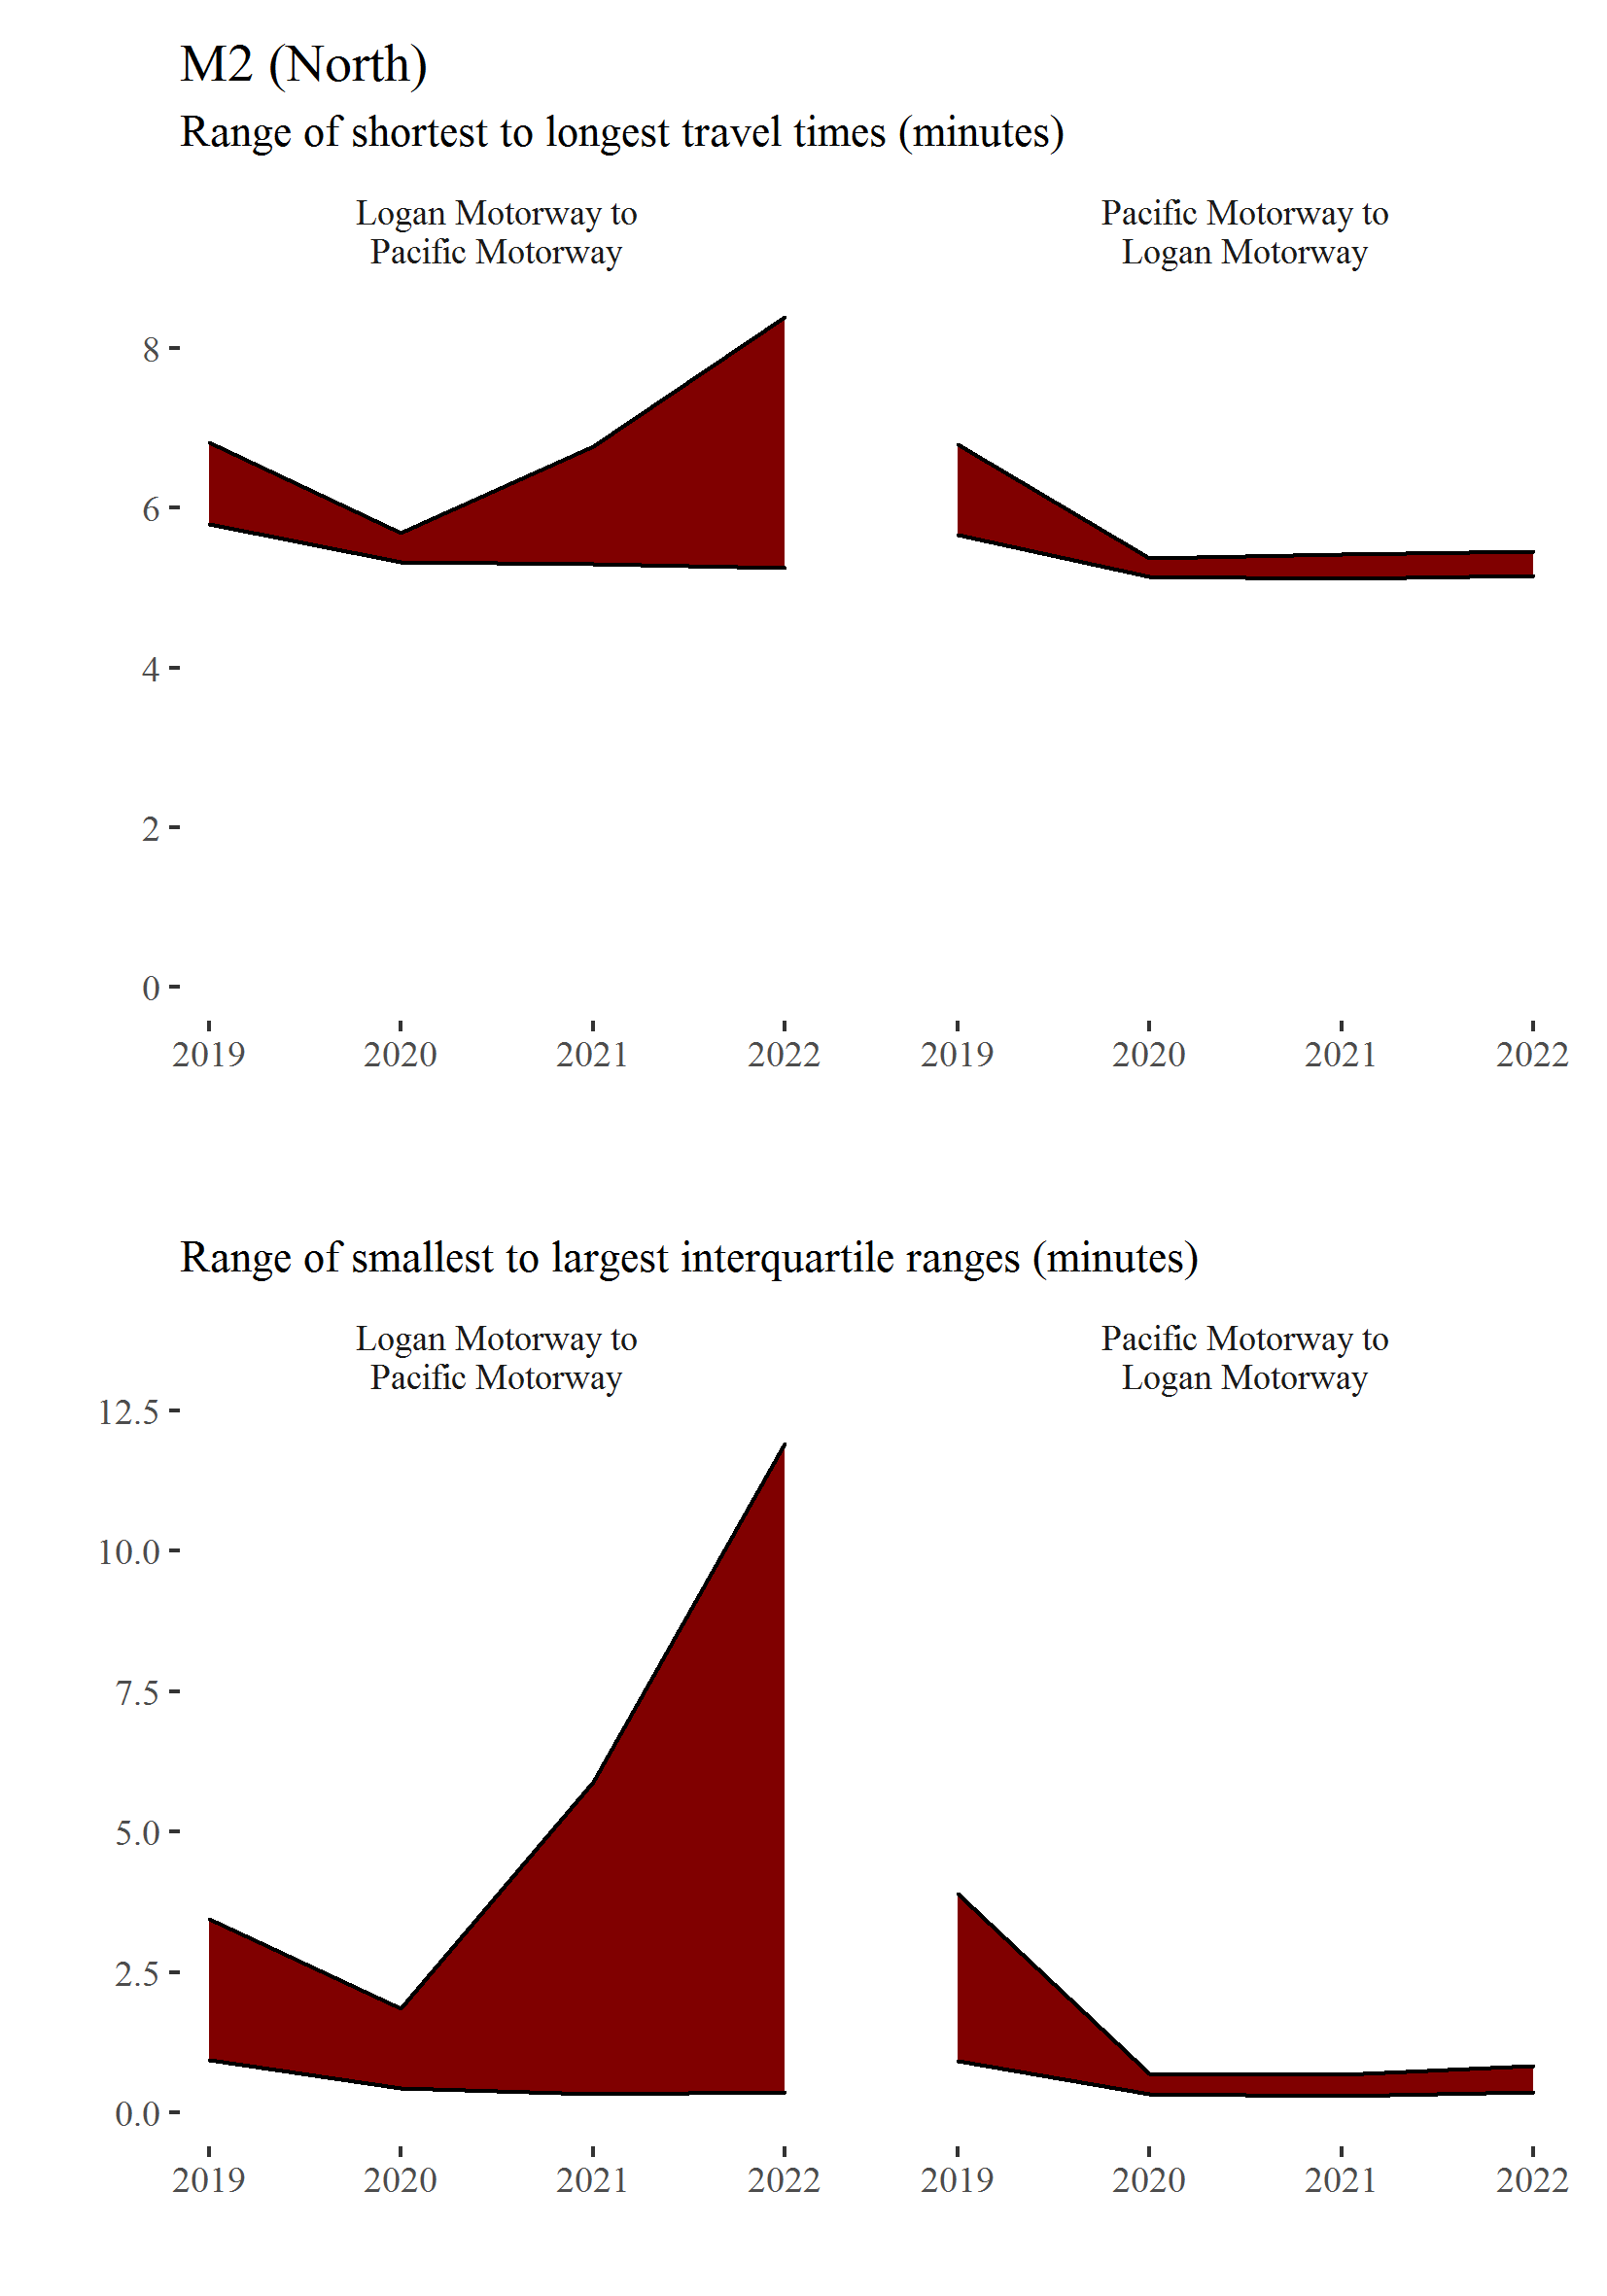 M2 (North)
Range of shortest to longest travel times (minutes)
Logan Motorway to
Pacific Motorway
Pacific Motorway to
Logan Motorway
8
6
4
2
0
2019 2020 2021 2022 2019 2020 2021 2022
Range of smallest to largest interquartile ranges (minutes)
Logan Motorway to
Pacific Motorway
Pacific Motorway to
Logan Motorway
12.5
10.0
7.5
5.0
2.5
0.0
2019 2020 2021 2022 2019 2020 2021 2022